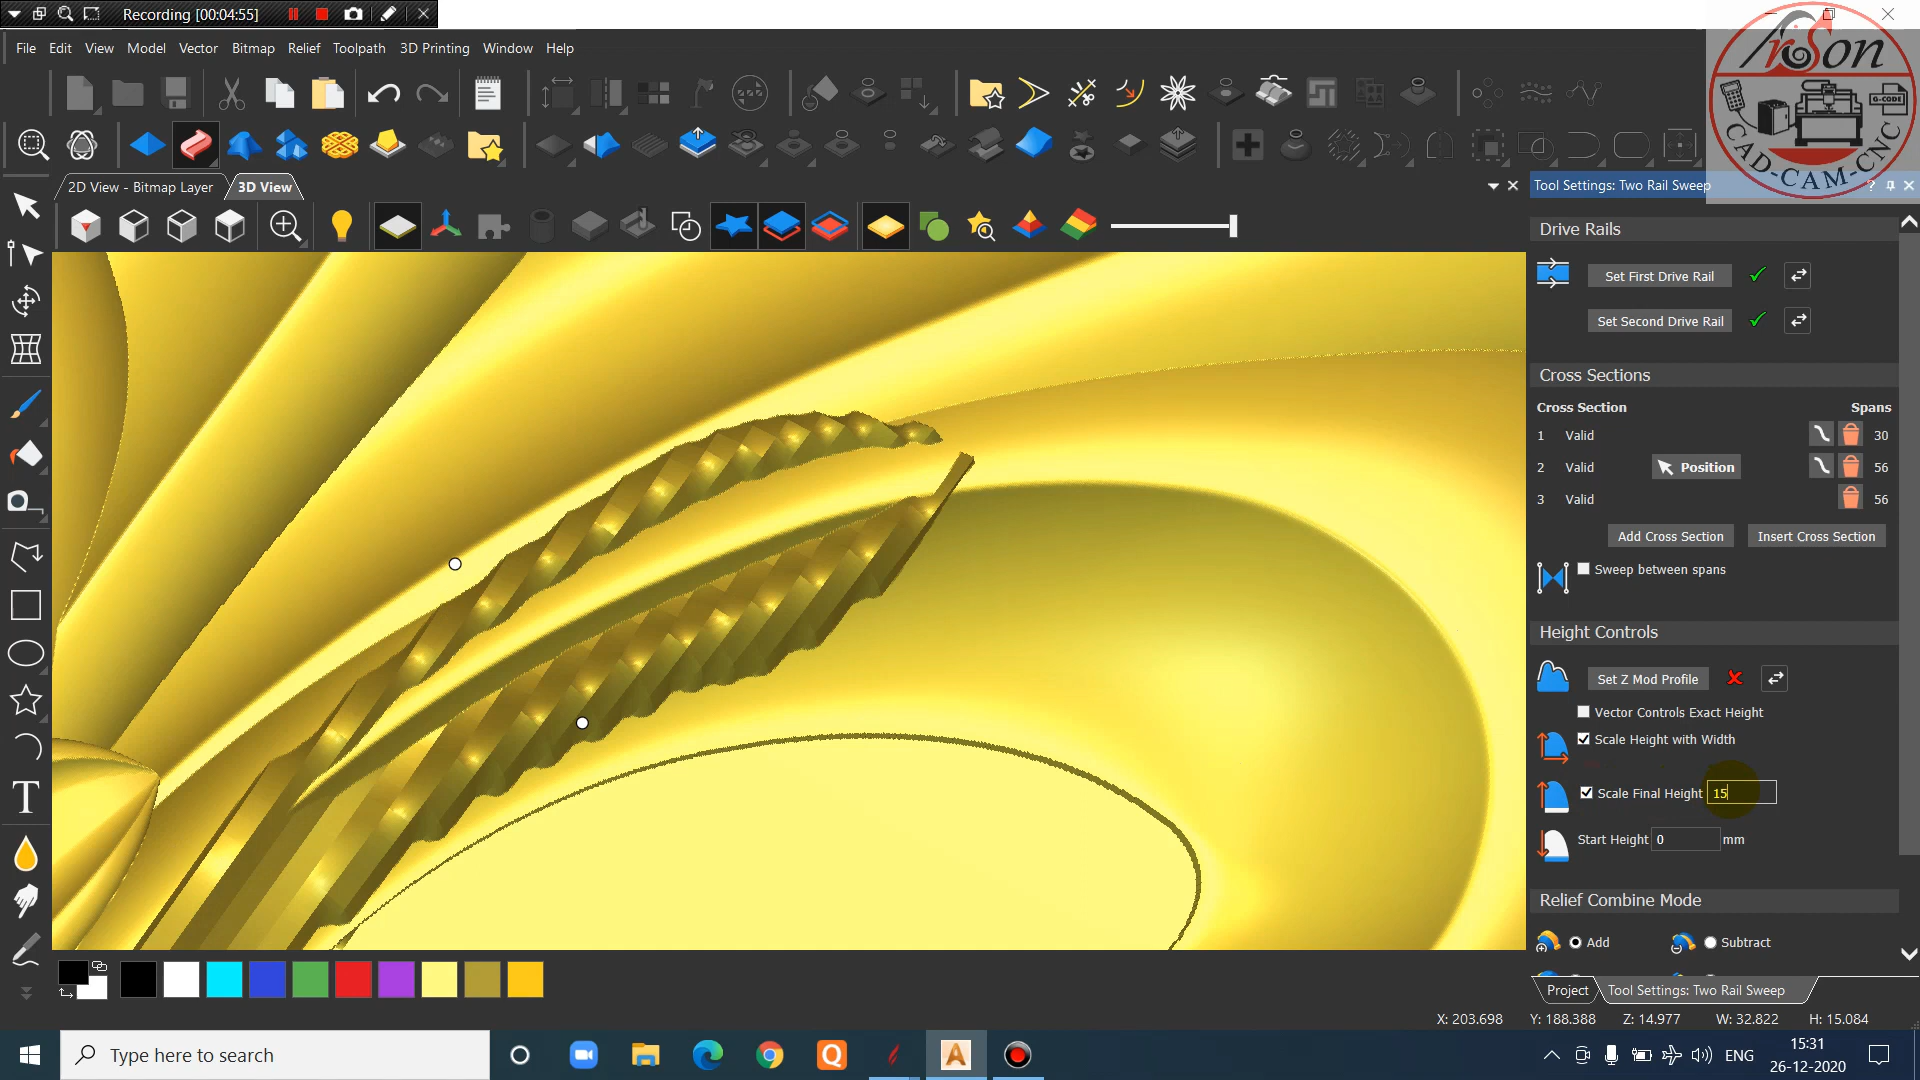 Recording [00:04:55]
File Edit View Model Vector Bitmap Relief Toolpath 3D Printing Window Help
ArSon
G-CODE
CAD-CAM-CNC
2D View - Bitmap Layer 3D View
Tool Settings: Two Rail Sweep ?
Drive Rails
Set First Drive Rail
Set Second Drive Rail
Cross Sections
Cross Section Spans
1 Valid 30
2 Valid Position 56
3 Valid 56
Add Cross Section Insert Cross Section
Sweep between spans
Height Controls
Set Z Mod Profile
Vector Controls Exact Height
Scale Height with Width
Scale Final Height 15
Start Height 0 mm
Relief Combine Mode
Add Subtract
Project Tool Settings: Two Rail Sweep
X: 203.698 Y: 188.388 Z: 14.977 W: 32.822 H: 15.084
Type here to search
ENG
15:31
26-12-2020